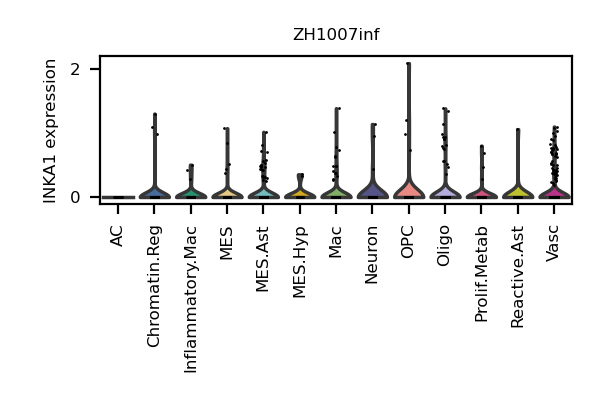 ZH1007inf
INKA1 expression
2
0
AC
Chromatin.Reg
Inflammatory.Mac
MES
MES.Ast
MES.Hyp
Mac
Neuron
OPC
Oligo
Prolif.Metab
Reactive.Ast
Vasc